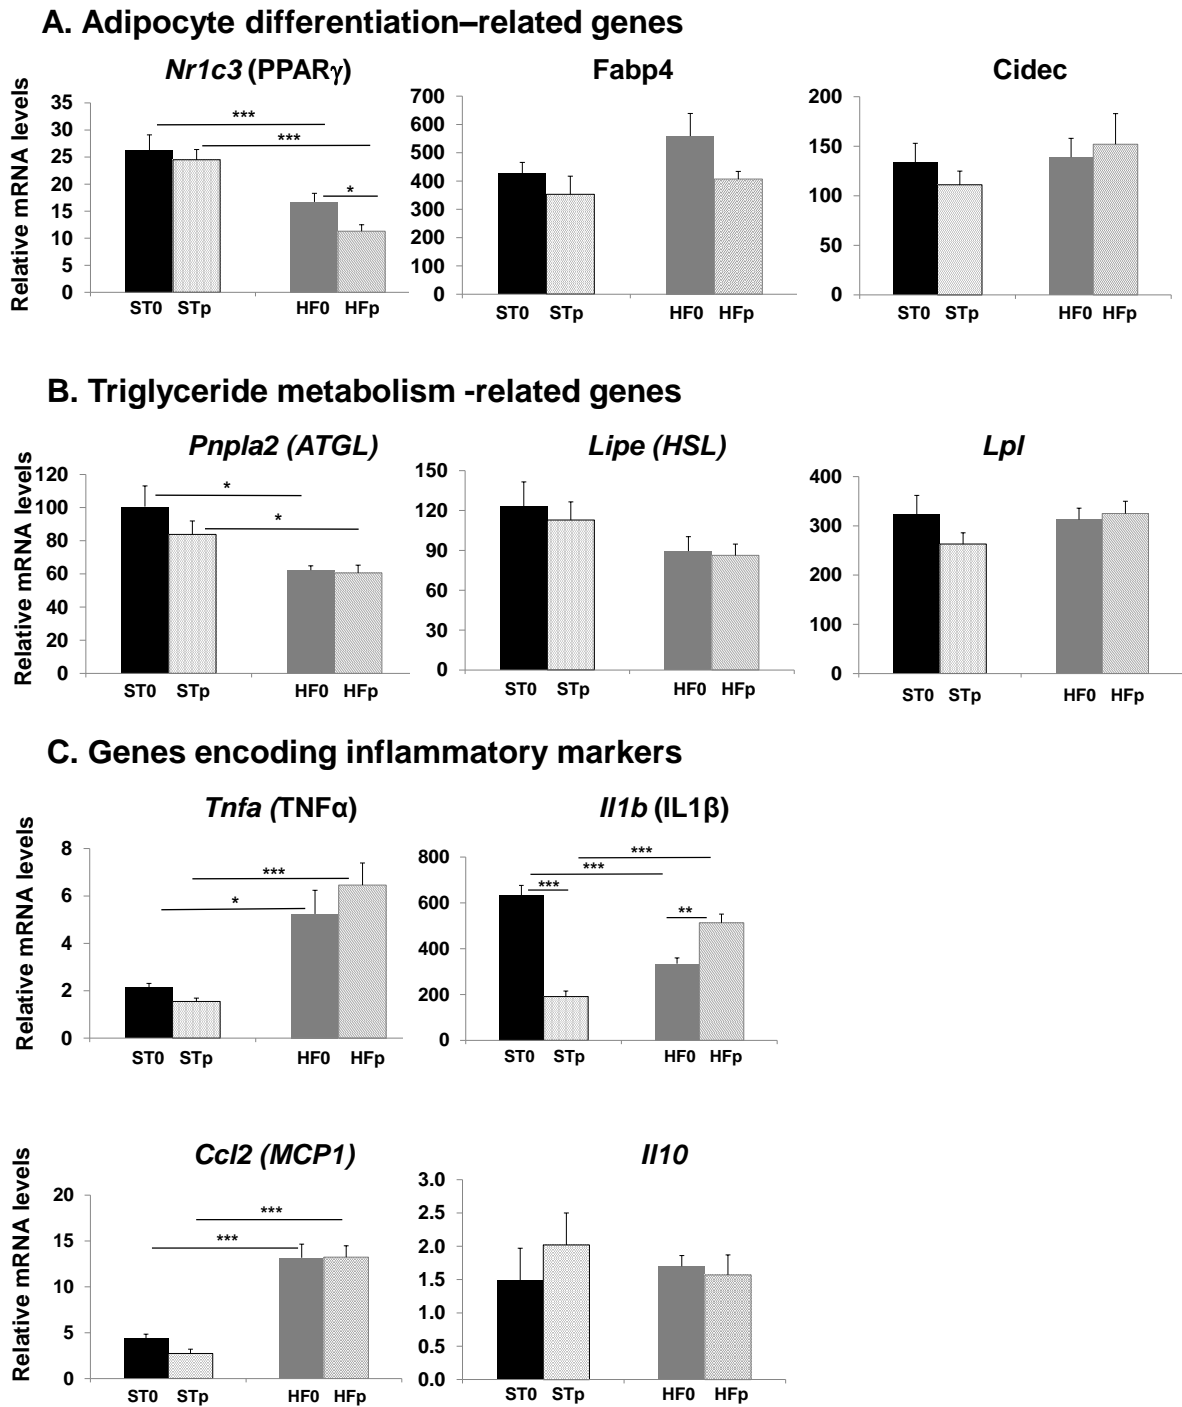 A. Adipocyte differentiation–related genes
Nr1c3 (PPARγ)
Fabp4
Cidec
Relative mRNA levels
35
30
25
20
15
10
5
0
***
***
*
ST0 STp HF0 HFp
700
600
500
400
300
200
100
0
ST0 STp HF0 HFp
200
150
100
50
0
ST0 STp HF0 HFp
B. Triglyceride metabolism -related genes
Pnpla2 (ATGL)
Lipe (HSL)
Lpl
Relative mRNA levels
120
100
80
60
40
20
0
*
*
ST0 STp HF0 HFp
150
120
90
60
30
0
ST0 STp HF0 HFp
400
300
200
100
0
ST0 STp HF0 HFp
C. Genes encoding inflammatory markers
Tnfa (TNFα)
Il1b (IL1β)
Relative mRNA levels
8
6
4
2
0
***
*
ST0 STp HF0 HFp
800
600
400
200
0
***
***
***
**
ST0 STp HF0 HFp
Ccl2 (MCP1)
Il10
Relative mRNA levels
20
15
10
5
0
***
***
ST0 STp HF0 HFp
3.0
2.5
2.0
1.5
1.0
0.5
0.0
ST0 STp HF0 HFp